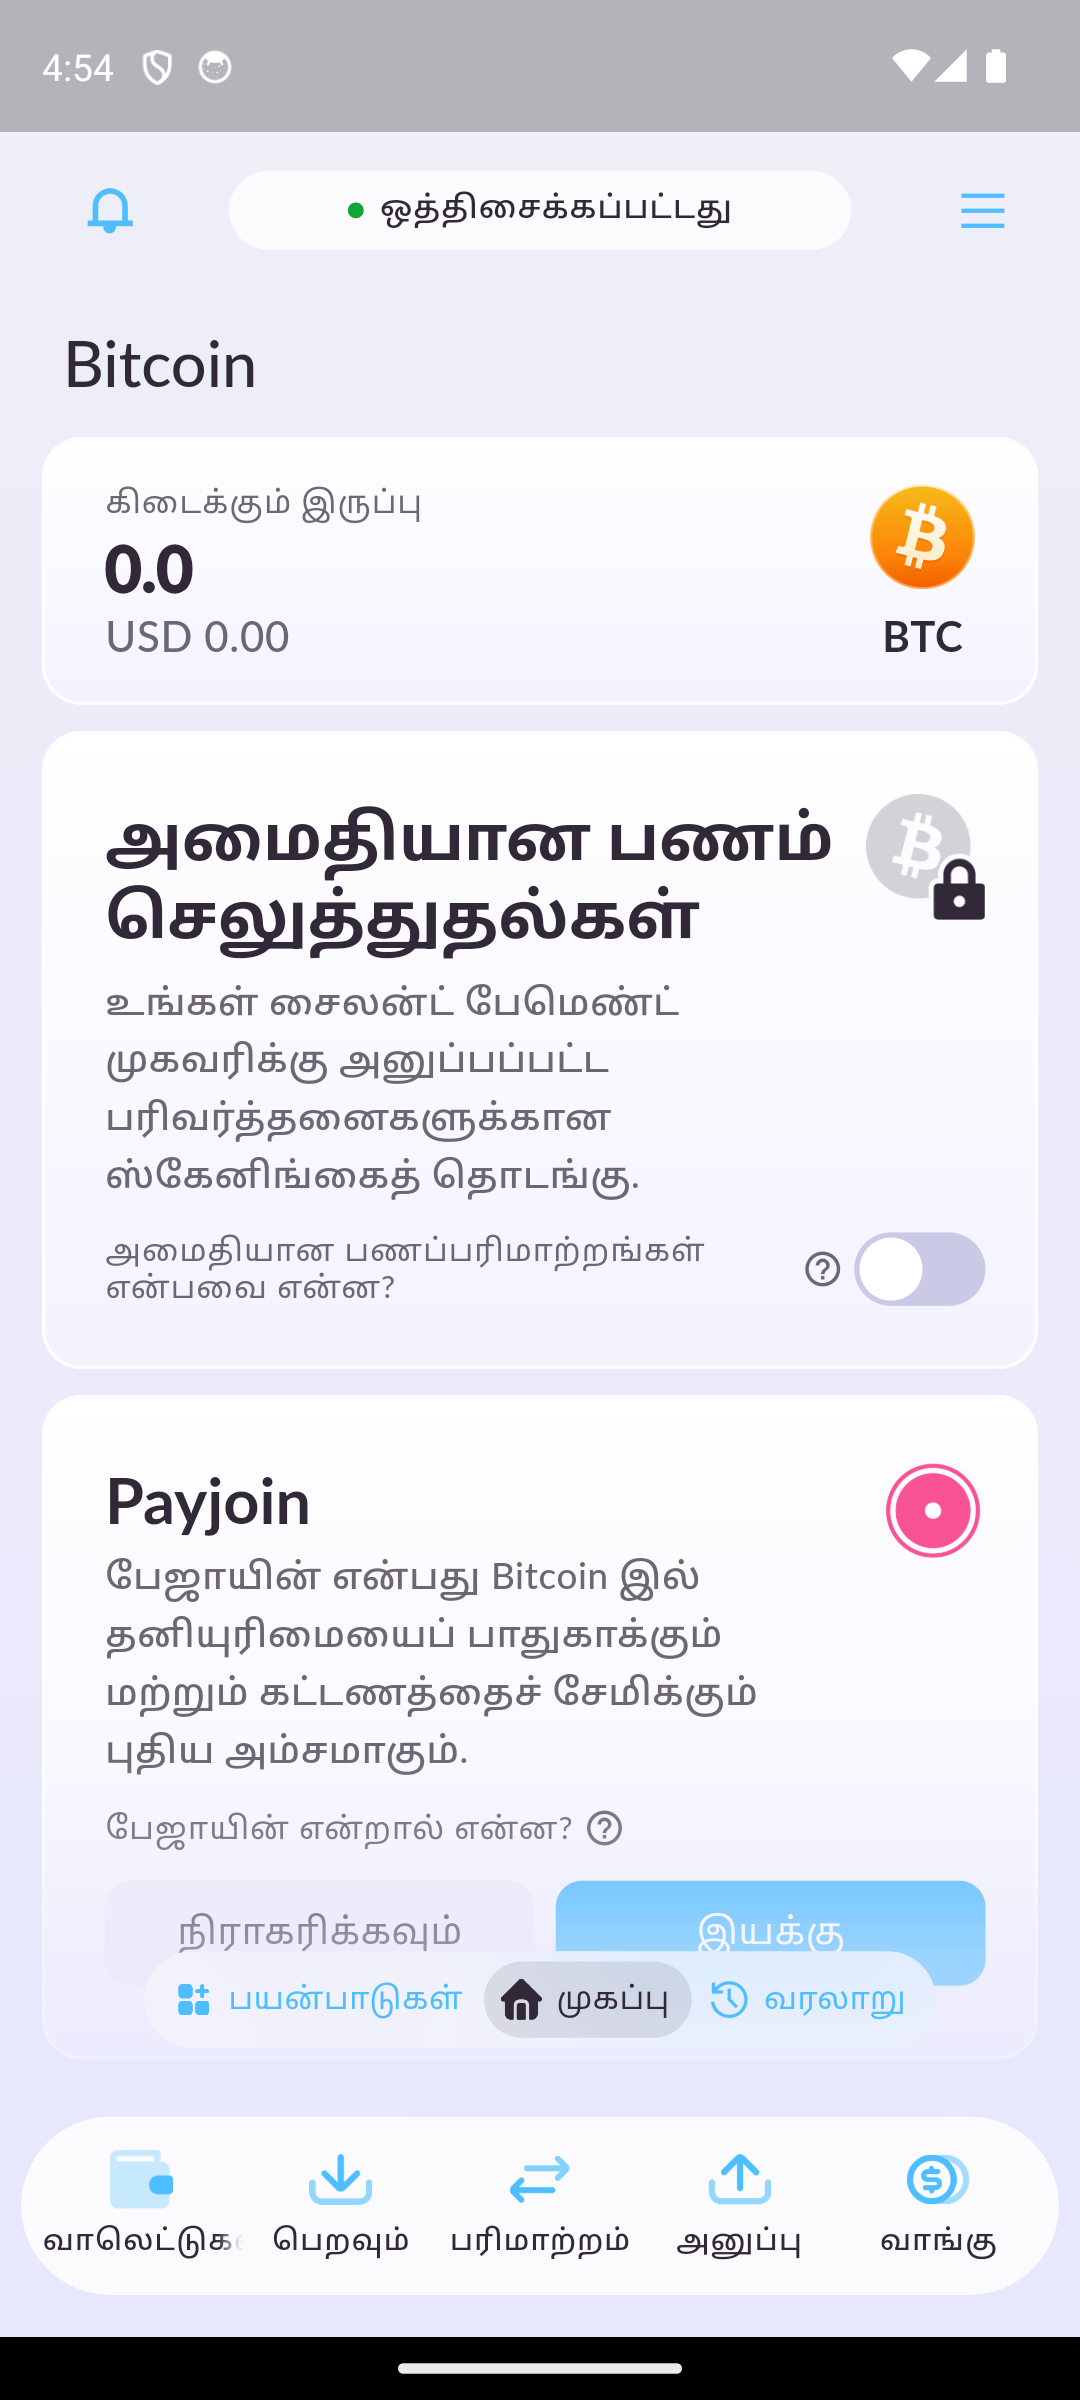 4:54
ஒத்திசைக்கப்பட்டது
Bitcoin
கிடைக்கும் இருப்பு
0.0
USD 0.00
BTC
அமைதியான பணம்
செலுத்துதல்கள்
உங்கள் சைலன்ட் பேமெண்ட்
முகவரிக்கு அனுப்பப்பட்ட
பரிவர்த்தனைகளுக்கான
ஸ்கேனிங்கைத் தொடங்கு.
அமைதியான பணப்பரிமாற்றங்கள்
என்பவை என்ன?
Payjoin
பேஜாயின் என்பது Bitcoin இல்
தனியுரிமையைப் பாதுகாக்கும்
மற்றும் கட்டணத்தைச் சேமிக்கும்
புதிய அம்சமாகும்.
பேஜாயின் என்றால் என்ன?
நிராகரிக்கவும் இயக்கு
பயன்பாடுகள் முகப்பு வரலாறு
வாலெட்டுக பெறவும் பரிமாற்றம் அனுப்பு வாங்கு